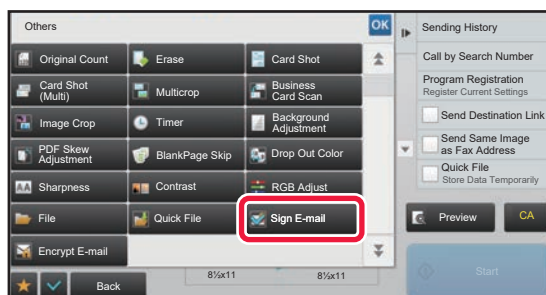 Others
OK
Original Count
Erase
Card Shot
Card Shot
(Multi)
Multicrop
Business
Card Scan
Image Crop
Timer
Background
Adjustment
PDF Skew
Adjustment
BlankPage Skip
Drop Out Color
AA
Sharpness
Contrast
RGB Adjust
File
Quick File
Sign E-mail
Encrypt E-mail
Back
8½x11
8½x11
Sending History
Call by Search Number
Program Registration
Register Current Settings
Send Destination Link
Send Same Image
as Fax Address
Quick File
Store Data Temporarily
Preview
CA
Start